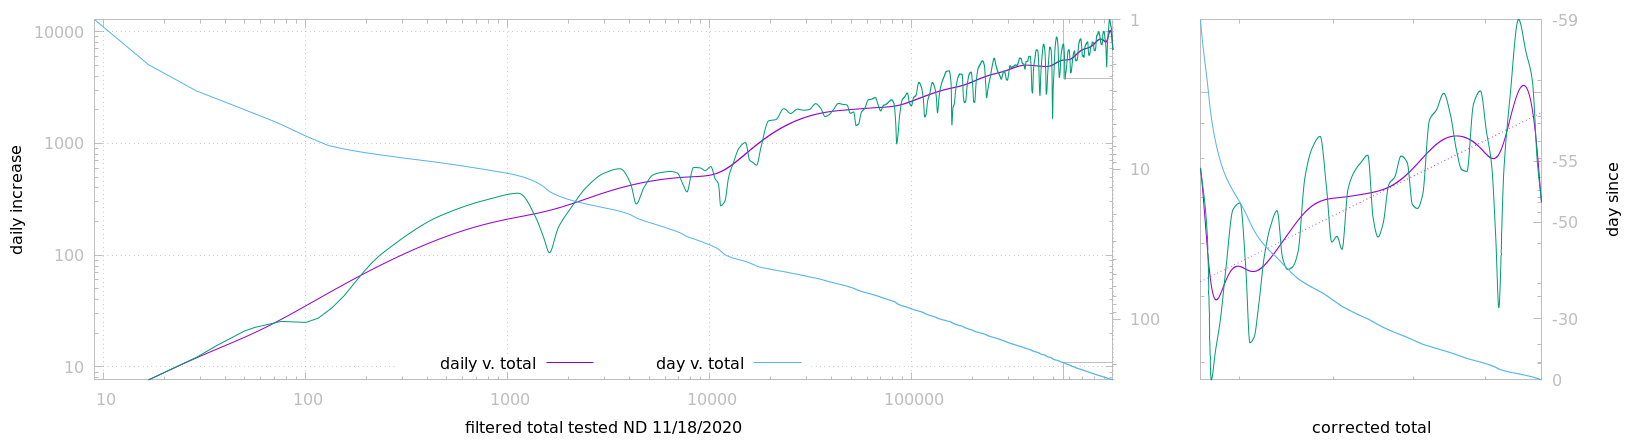 10000
1000
100
10
daily increase
10
100
1000
10000
100000
filtered total tested ND 11/18/2020
daily v. total
day v. total
1
10
100
-59
-55
-50
-30
0
day since
corrected total